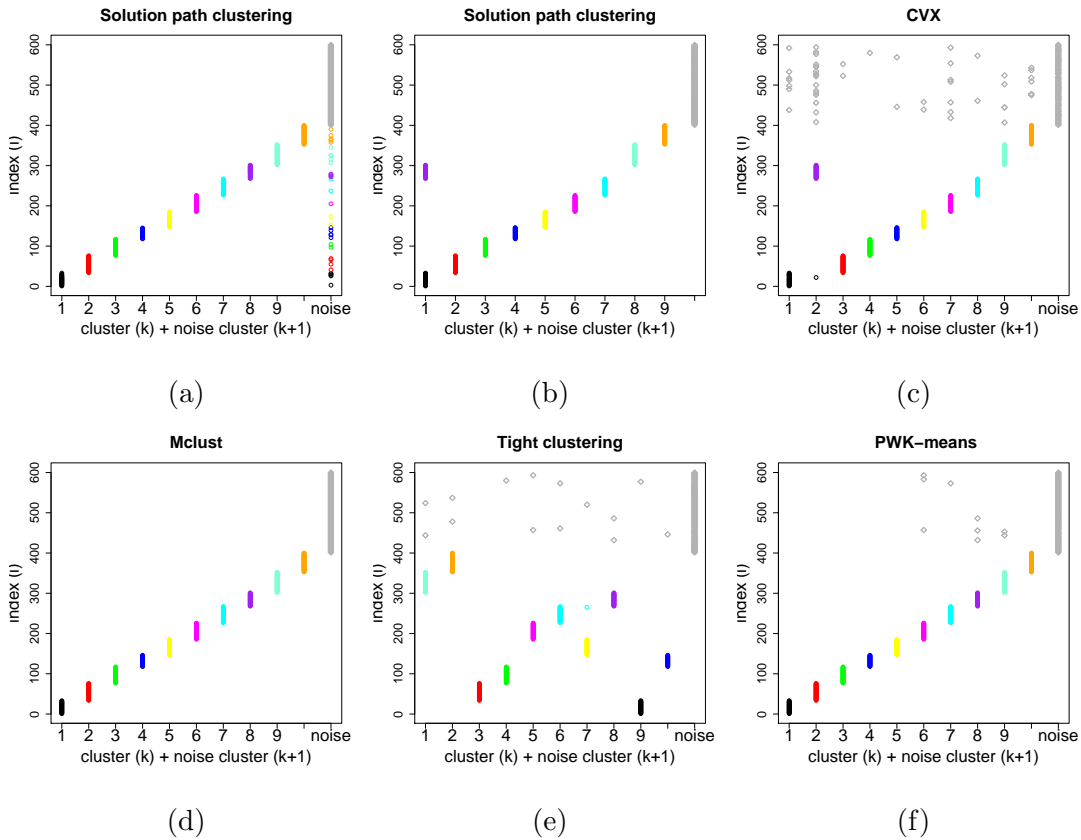 Solution path clustering
index (i)
0 100 200 300 400 500 600
1 2 3 4 5 6 7 8 9 noise
cluster (k) + noise cluster (k+1)
(a)
Solution path clustering
index (i)
0 100 200 300 400 500 600
1 2 3 4 5 6 7 8 9
cluster (k) + noise cluster (k+1)
(b)
CVX
index (i)
0 100 200 300 400 500 600
1 2 3 4 5 6 7 8 9 noise
cluster (k) + noise cluster (k+1)
(c)
Mclust
index (i)
0 100 200 300 400 500 600
1 2 3 4 5 6 7 8 9 noise
cluster (k) + noise cluster (k+1)
(d)
Tight clustering
index (i)
0 100 200 300 400 500 600
1 2 3 4 5 6 7 8 9 noise
cluster (k) + noise cluster (k+1)
(e)
PWK−means
index (i)
0 100 200 300 400 500 600
1 2 3 4 5 6 7 8 9 noise
cluster (k) + noise cluster (k+1)
(f)